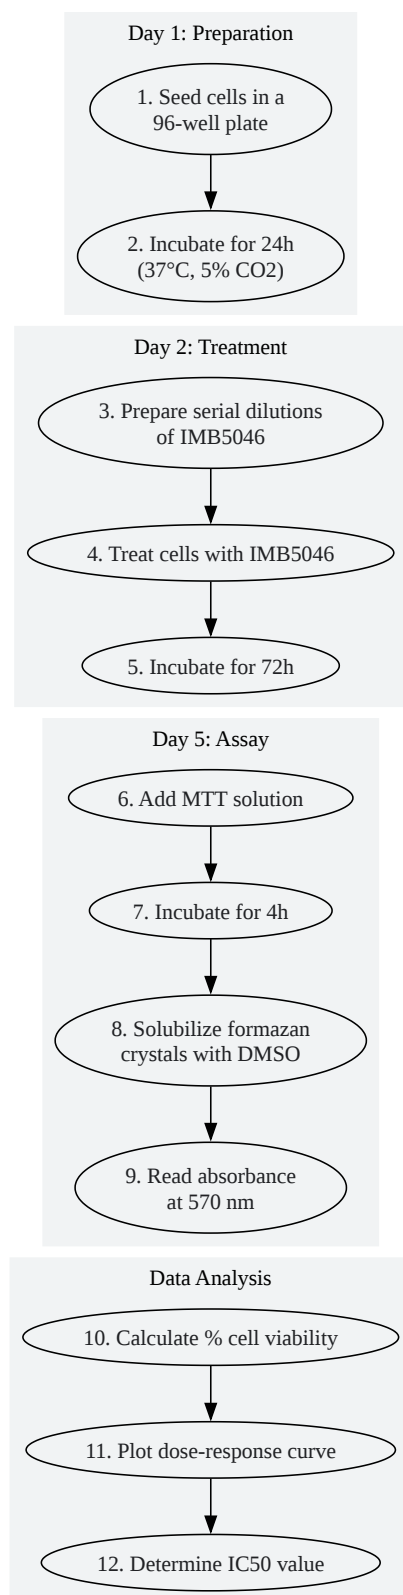 Day 1: Preparation
1. Seed cells in a
96-well plate
2. Incubate for 24h
(37°C, 5% CO2)
Day 2: Treatment
3. Prepare serial dilutions
of IMB5046
4. Treat cells with IMB5046
5. Incubate for 72h
Day 5: Assay
6. Add MTT solution
7. Incubate for 4h
8. Solubilize formazan
crystals with DMSO
9. Read absorbance
at 570 nm
Data Analysis
10. Calculate % cell viability
11. Plot dose-response curve
12. Determine IC50 value